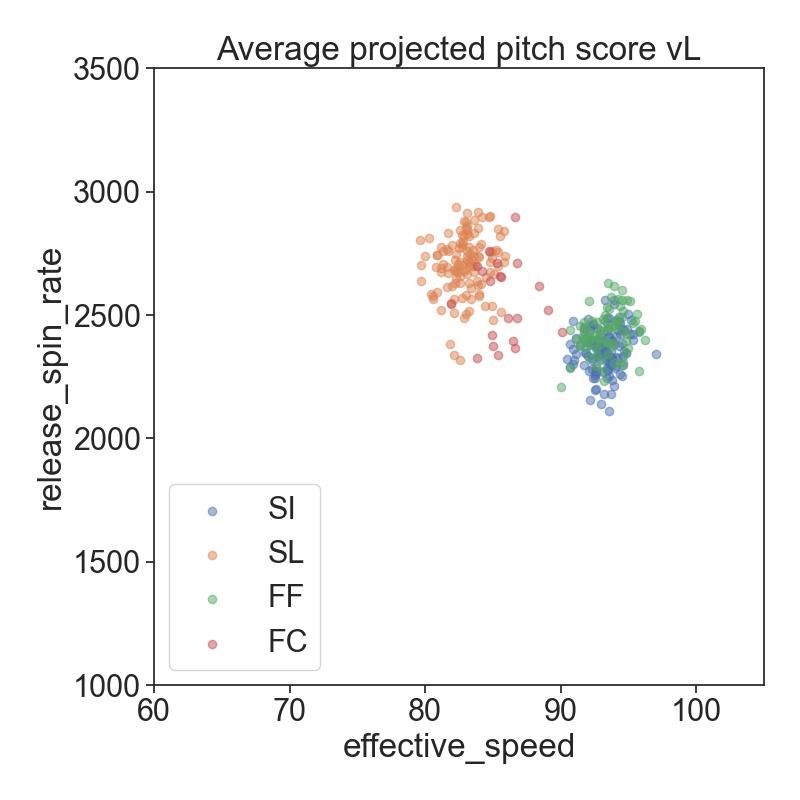 Average projected pitch score vL
3500
3000
2500
2000
1500
1000
release_spin_rate
SI
SL
FF
FC
60 70 80 90 100
effective_speed